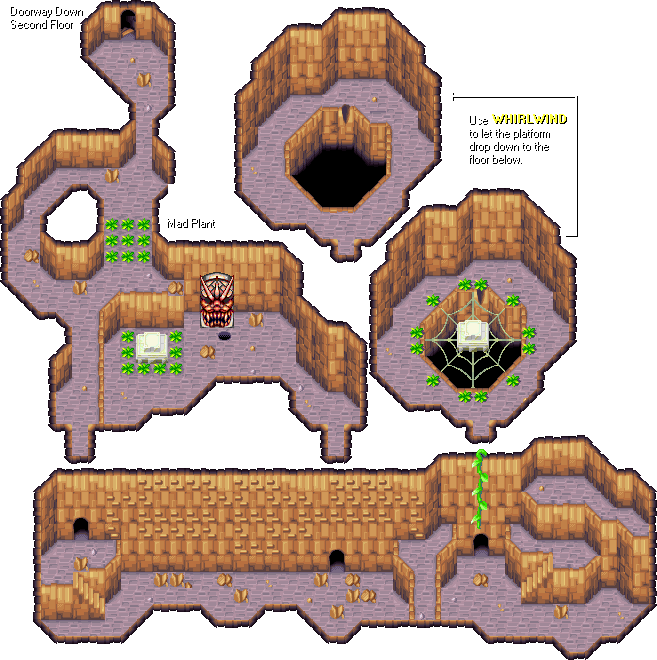 Doorway Down
Second Floor
Use WHIRLWIND
to let the platform
drop down to the
floor below.
Mad Plant